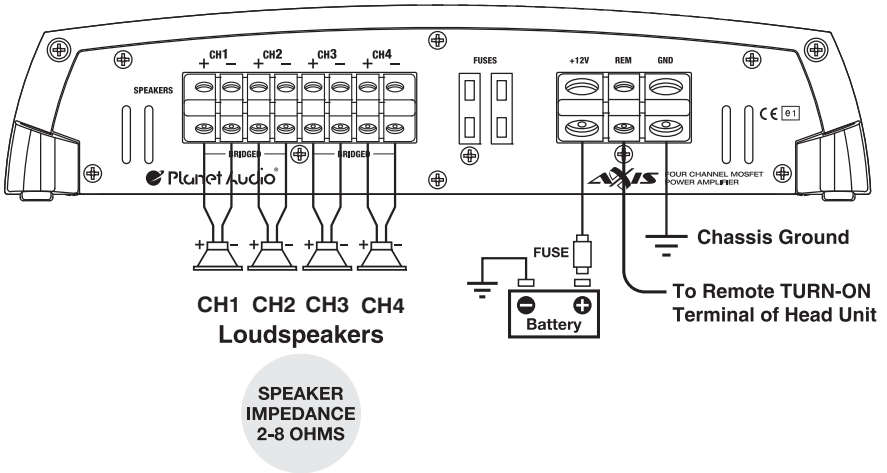 CH1 CH2 CH3 CH4
+ − + − + − + −
SPEAKERS
FUSES
+12V REM GND
CE e1
BRIDGED BRIDGED
Planet Audio®
AXIS
FOUR CHANNEL MOSFET
POWER AMPLIFIER
+ − + − + − + −
CH1 CH2 CH3 CH4
Loudspeakers
SPEAKER
IMPEDANCE
2-8 OHMS
FUSE
− +
Battery
Chassis Ground
To Remote TURN-ON
Terminal of Head Unit